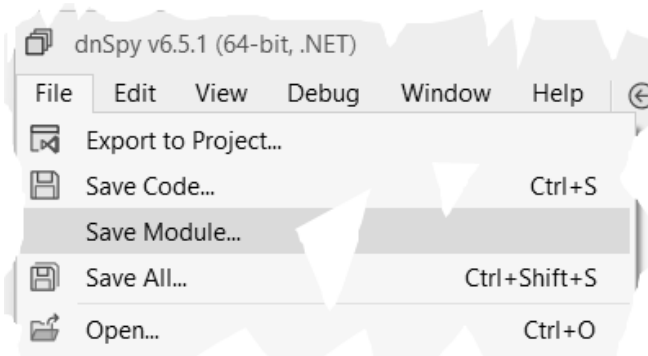 dnSpy v6.5.1 (64-bit, .NET)
File Edit View Debug Window Help
Export to Project...
Save Code... Ctrl+S
Save Module...
Save All... Ctrl+Shift+S
Open... Ctrl+O